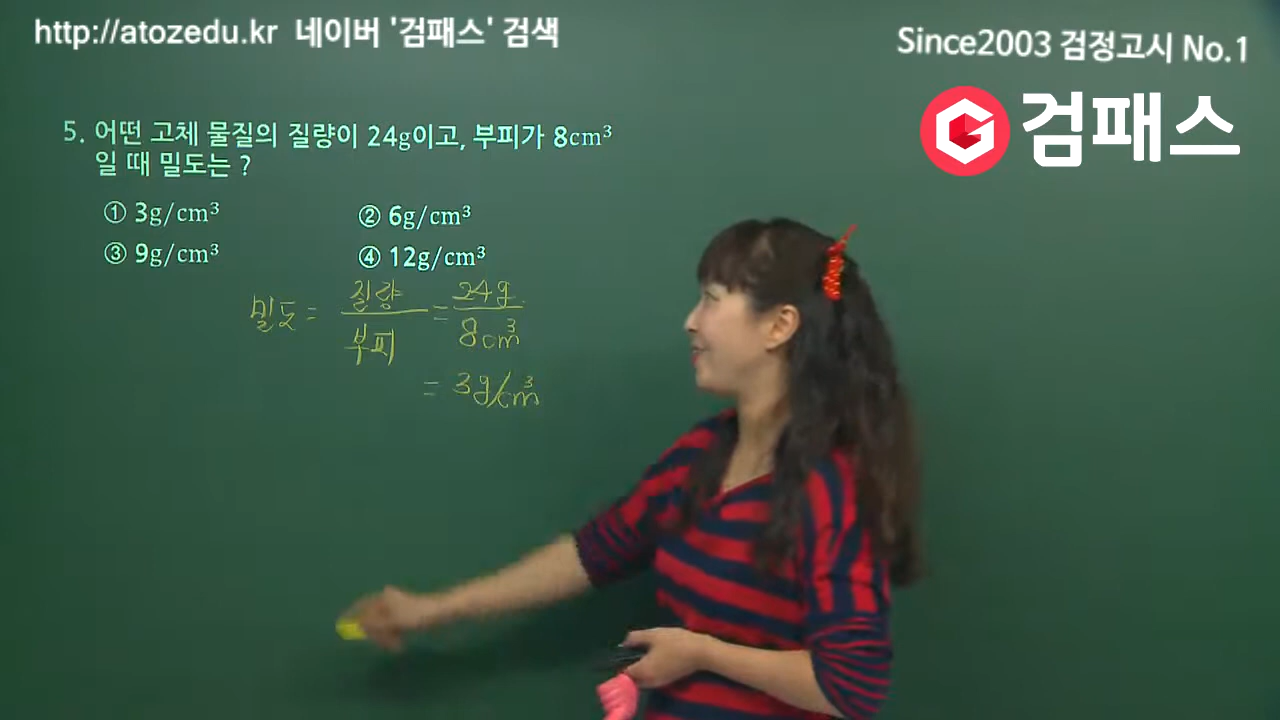 http://atozedu.kr 네이버 '검패스' 검색
Since2003 검정고시 No.1
검패스
5. 어떤 고체 물질의 질량이 24g이고, 부피가 8cm³
일 때 밀도는 ?
① 3g/cm³ ② 6g/cm³
③ 9g/cm³ ④ 12g/cm³
밀도 = 질량/부피 = 24g/8cm³
= 3g/cm³